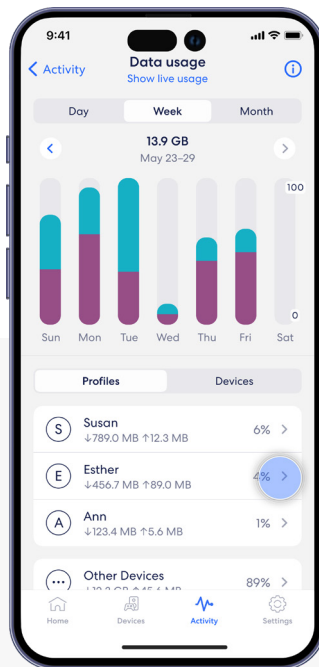 9:41
Activity
Data usage
Show live usage
Day Week Month
13.9 GB
May 23–29
100
0
Sun Mon Tue Wed Thu Fri Sat
Profiles Devices
S Susan 6%
↓789.0 MB ↑12.3 MB
E Esther 4%
↓456.7 MB ↑89.0 MB
A Ann 1%
↓123.4 MB ↑5.6 MB
Other Devices 89%
Home Devices Activity Settings